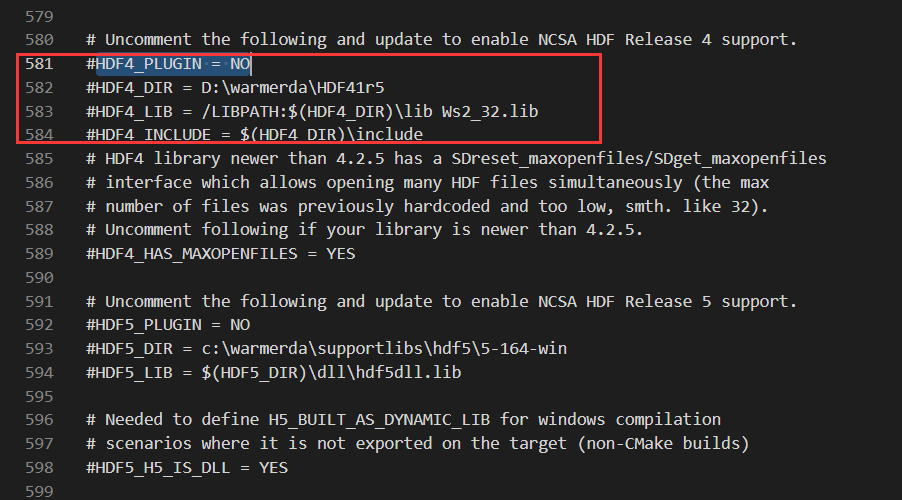 579
580 # Uncomment the following and update to enable NCSA HDF Release 4 support.
581 #HDF4_PLUGIN = NO
582 #HDF4_DIR = D:\warmerda\HDF41r5
583 #HDF4_LIB = /LIBPATH:$(HDF4_DIR)\lib Ws2_32.lib
584 #HDF4_INCLUDE = $(HDF4_DIR)\include
585 # HDF4 library newer than 4.2.5 has a SDreset_maxopenfiles/SDget_maxopenfiles
586 # interface which allows opening many HDF files simultaneously (the max
587 # number of files was previously hardcoded and too low, smth. like 32).
588 # Uncomment following if your library is newer than 4.2.5.
589 #HDF4_HAS_MAXOPENFILES = YES
590
591 # Uncomment the following and update to enable NCSA HDF Release 5 support.
592 #HDF5_PLUGIN = NO
593 #HDF5_DIR = c:\warmerda\supportlibs\hdf5\5-164-win
594 #HDF5_LIB = $(HDF5_DIR)\dll\hdf5dll.lib
595
596 # Needed to define H5_BUILT_AS_DYNAMIC_LIB for windows compilation
597 # scenarios where it is not exported on the target (non-CMake builds)
598 #HDF5_H5_IS_DLL = YES
599